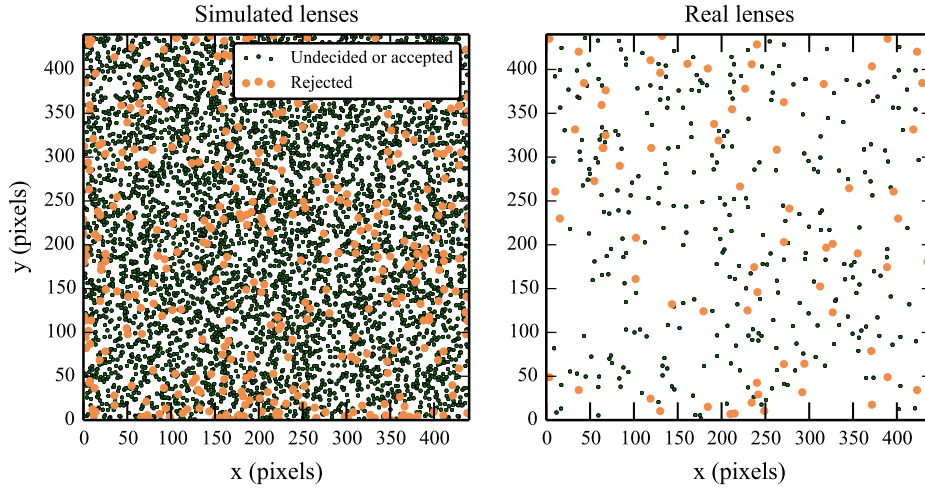 Simulated lenses
Real lenses
Undecided or accepted
Rejected
y (pixels)
400
350
300
250
200
150
100
50
0
0 50 100 150 200 250 300 350 400
x (pixels)
400
350
300
250
200
150
100
50
0
0 50 100 150 200 250 300 350 400
x (pixels)